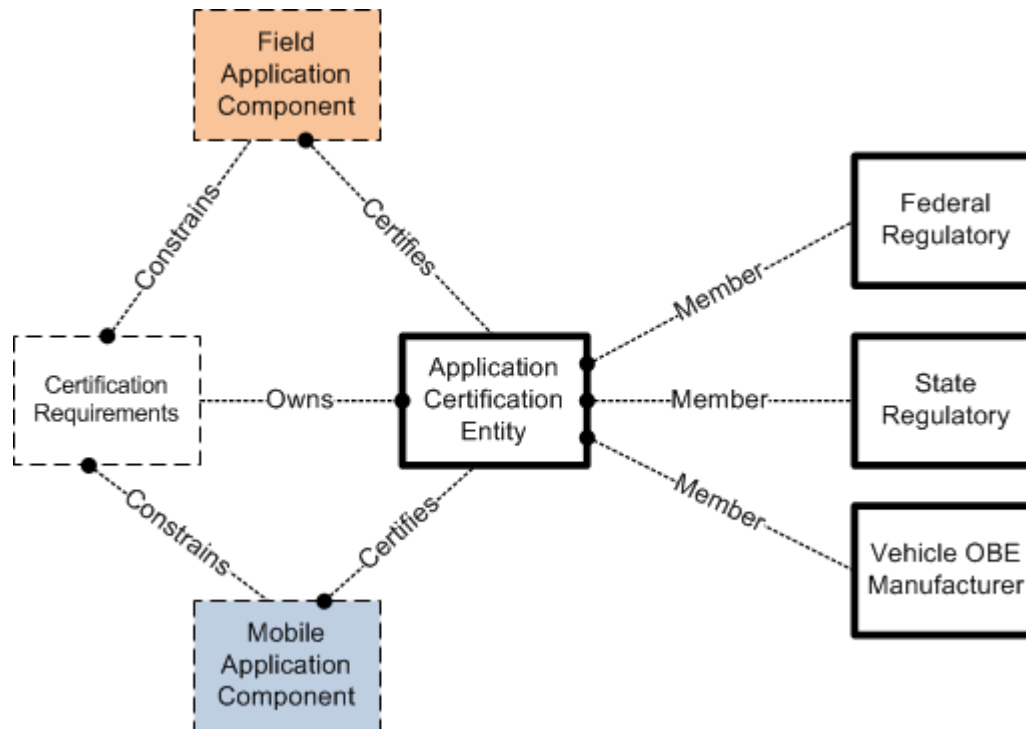 Field
Application
Component
Constrains
Certifies
Federal
Regulatory
Member
Certification
Requirements
Owns
Application
Certification
Entity
Member
State
Regulatory
Member
Constrains
Certifies
Vehicle OBE
Manufacturer
Mobile
Application
Component